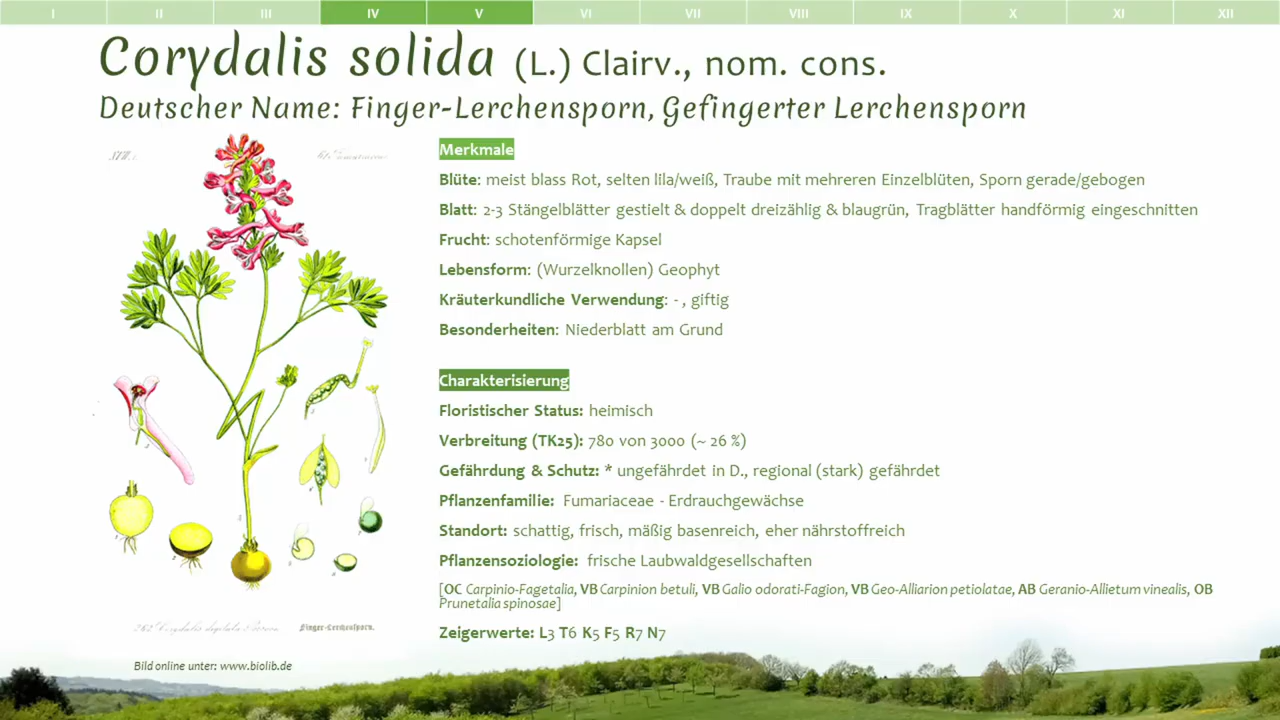 I II III IV V VI VII VIII IX X XI XII
Corydalis solida (L.) Clairv., nom. cons.
Deutscher Name: Finger-Lerchensporn, Gefingerter Lerchensporn
Merkmale
Blüte: meist blass Rot, selten lila/weiß, Traube mit mehreren Einzelblüten, Sporn gerade/gebogen
Blatt: 2-3 Stängelblätter gestielt & doppelt dreizählig & blaugrün, Tragblätter handförmig eingeschnitten
Frucht: schotenförmige Kapsel
Lebensform: (Wurzelknollen) Geophyt
Kräuterkundliche Verwendung: - , giftig
Besonderheiten: Niederblatt am Grund
Charakterisierung
Floristischer Status: heimisch
Verbreitung (TK25): 780 von 3000 (~ 26 %)
Gefährdung & Schutz: * ungefährdet in D., regional (stark) gefährdet
Pflanzenfamilie: Fumariaceae - Erdrauchgewächse
Standort: schattig, frisch, mäßig basenreich, eher nährstoffreich
Pflanzensoziologie: frische Laubwaldgesellschaften
[OC Carpinio-Fagetalia, VB Carpinion betuli, VB Galio odorati-Fagion, VB Geo-Alliarion petiolatae, AB Geranio-Allietum vinealis, OB
Prunetalia spinosae]
Zeigerwerte: L3 T6 K5 F5 R7 N7
Finger-Lerchensporn.
Bild online unter: www.biolib.de